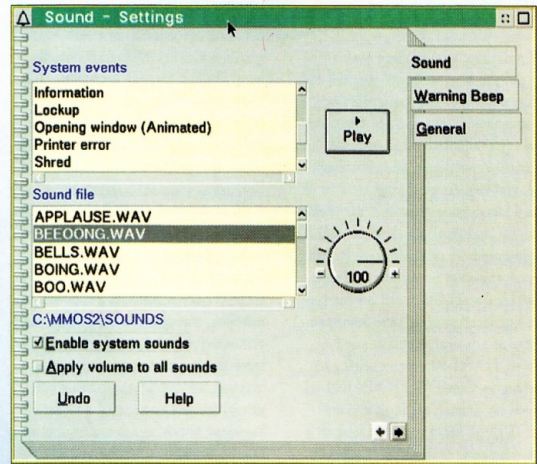 Sound - Settings
System events
Information
Lockup
Opening window (Animated)
Printer error
Shred
Play
Sound file
APPLAUSE.WAV
BEEOONG.WAV
BELLS.WAV
BOING.WAV
BOO.WAV
- 100 +
C:\MMOS2\SOUNDS
Enable system sounds
Apply volume to all sounds
Undo
Help
Sound
Warning Beep
General